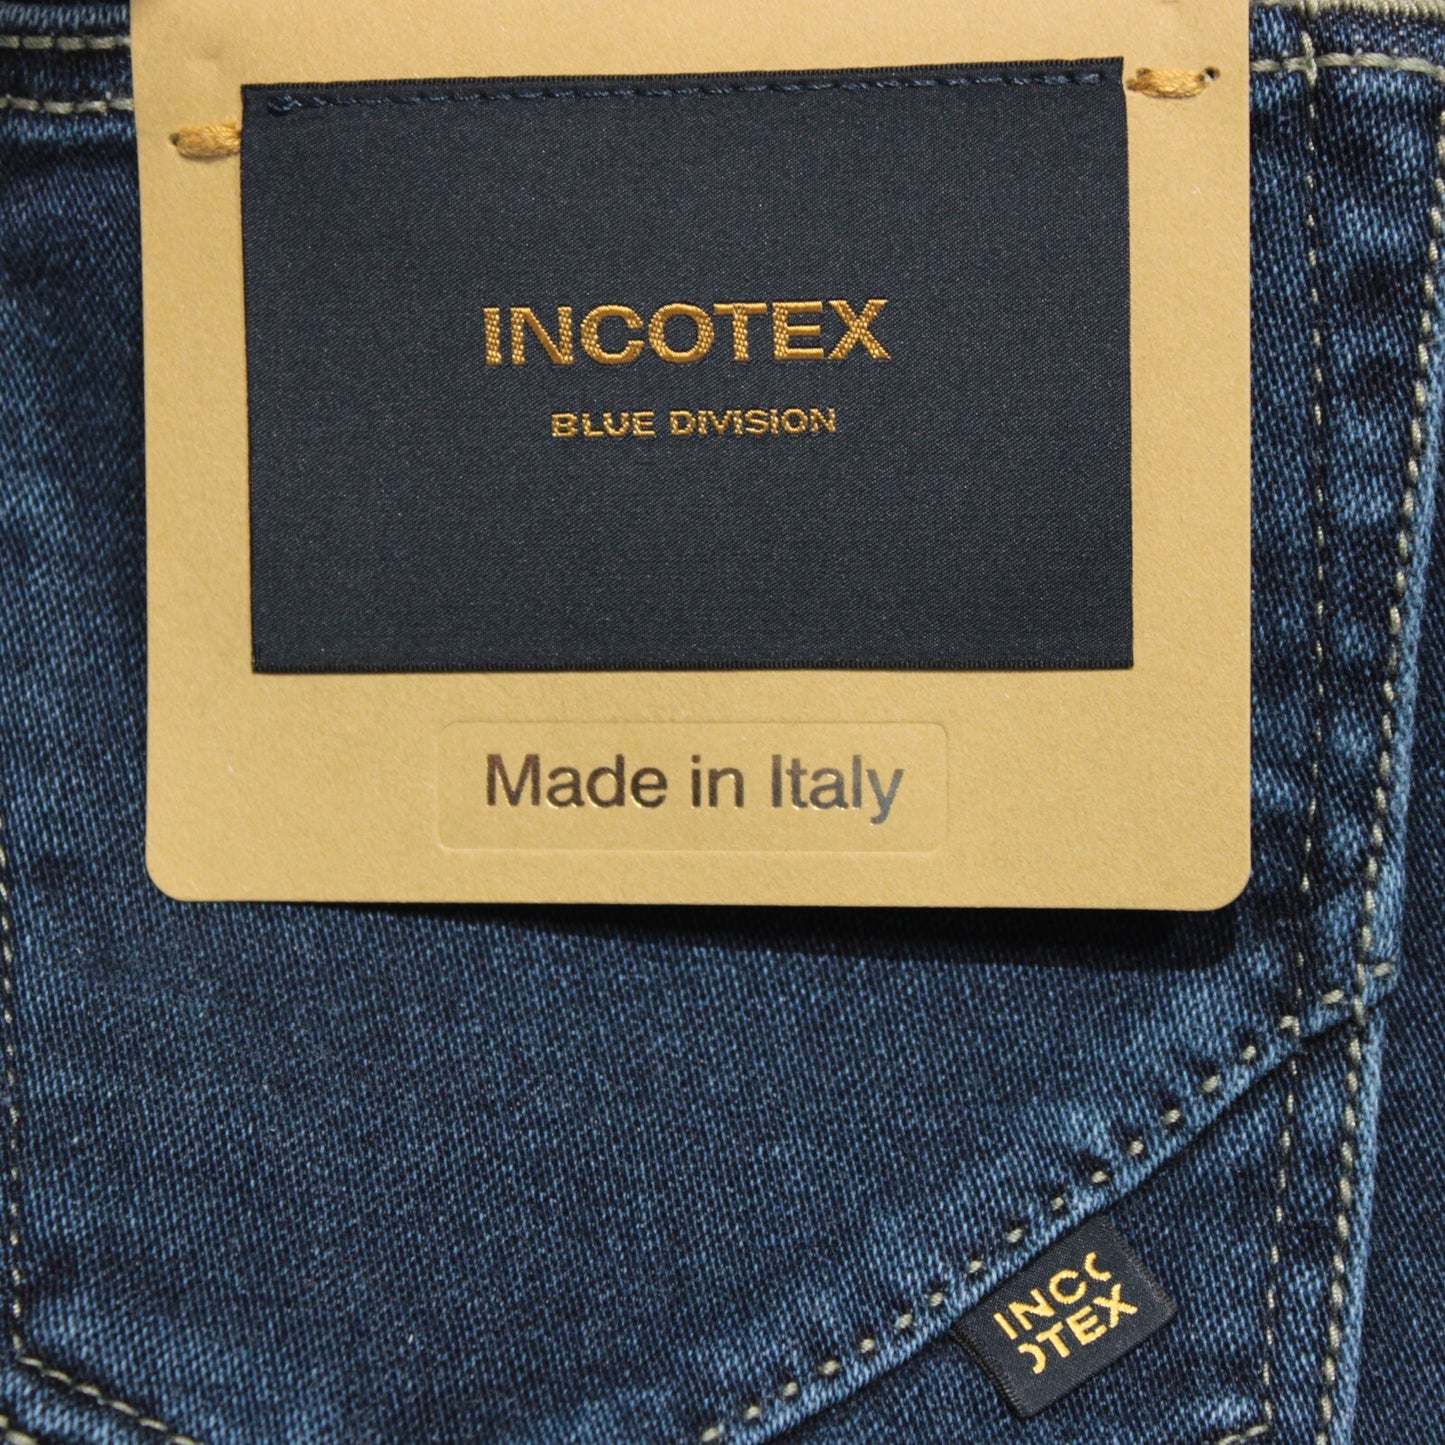 INCOTEX
BLUE DIVISION
Made in Italy
INCO
OTEX